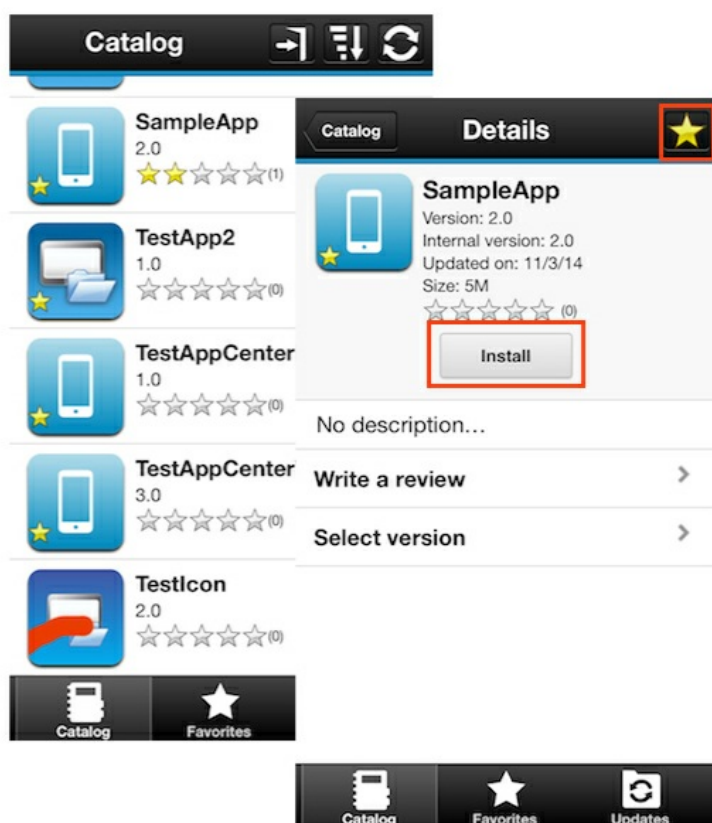 Catalog
SampleApp
2.0
(1)
TestApp2
1.0
(0)
TestAppCenter
1.0
(0)
TestAppCenter
3.0
(0)
TestIcon
2.0
(0)
Catalog
Favorites
Catalog
Details
SampleApp
Version: 2.0
Internal version: 2.0
Updated on: 11/3/14
Size: 5M
(0)
Install
No description...
Write a review
Select version
Catalog
Favorites
Updates